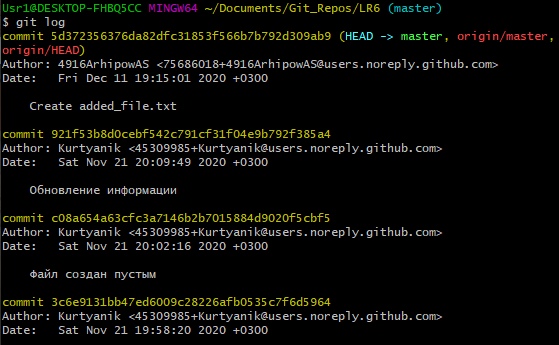 Usr1@DESKTOP-FHBQ5CC MINGW64 ~/Documents/Git_Repos/LR6 (master)
$ git log
commit 5d372356376da82dfc31853f566b7b792d309ab9 (HEAD -> master, origin/master,
origin/HEAD)
Author: 4916ArhipowAS <75686018+4916ArhipowAS@users.noreply.github.com>
Date:   Fri Dec 11 19:15:01 2020 +0300
Create added_file.txt
commit 921f53b8d0cebf542c791cf31f04e9b792f385a4
Author: Kurtyanik <45309985+Kurtyanik@users.noreply.github.com>
Date:   Sat Nov 21 20:09:49 2020 +0300
Обновление информации
commit c08a654a63cfc3a7146b2b7015884d9020f5cbf5
Author: Kurtyanik <45309985+Kurtyanik@users.noreply.github.com>
Date:   Sat Nov 21 20:02:16 2020 +0300
Файл создан пустым
commit 3c6e9131bb47ed6009c28226afb0535c7f6d5964
Author: Kurtyanik <45309985+Kurtyanik@users.noreply.github.com>
Date:   Sat Nov 21 19:58:20 2020 +0300